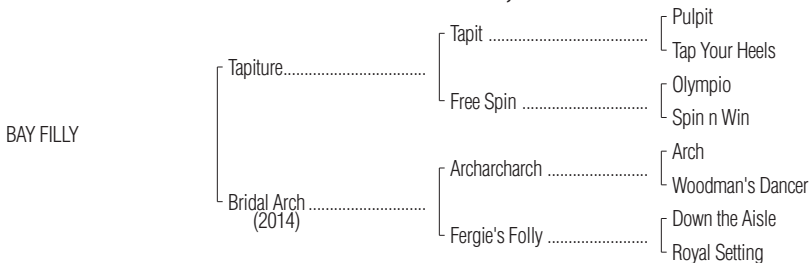 Pulpit
Tapit ........................................
Tap Your Heels
Tapiture...................................
Olympio
Free Spin ...............................
Spin n Win
BAY FILLY
Arch
Archarcharch .........................
Woodman's Dancer
Bridal Arch .............................
(2014)
Down the Aisle
Fergie's Folly ..........................
Royal Setting